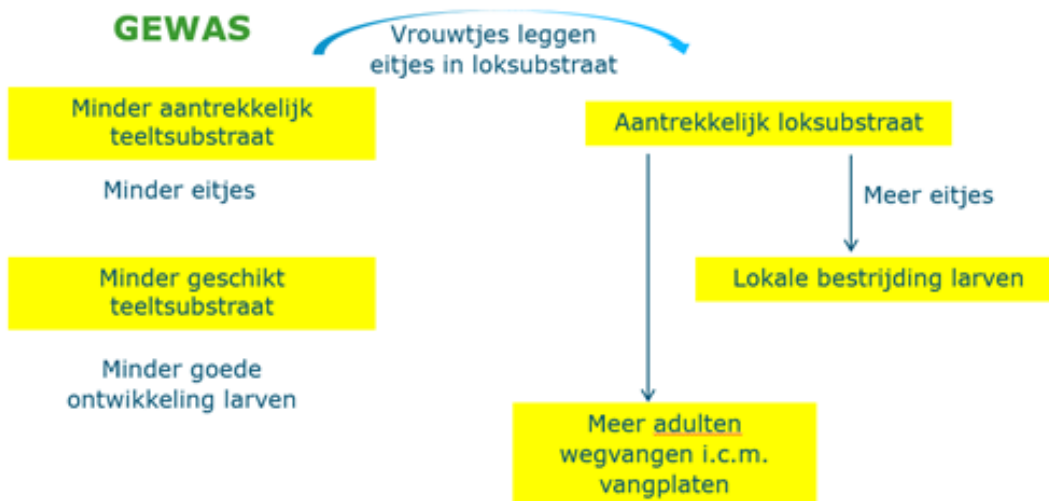 GEWAS
Vrouwtjes leggen
eitjes in loksubstraat
Minder aantrekkelijk
teeltsubstraat
Aantrekkelijk loksubstraat
Minder eitjes
Meer eitjes
Minder geschikt
teeltsubstraat
Lokale bestrijding larven
Minder goede
ontwikkeling larven
Meer adulten
wegvangen i.c.m.
vangplaten